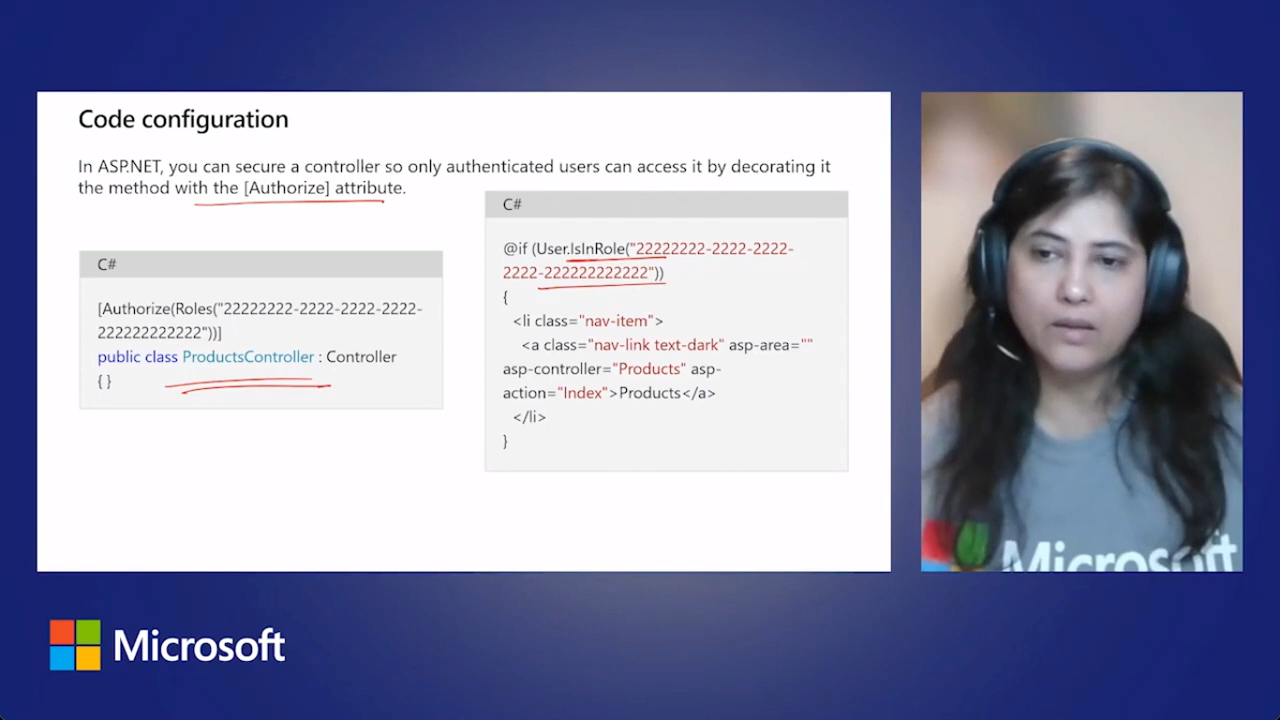 Code configuration
In ASP.NET, you can secure a controller so only authenticated users can access it by decorating it
the method with the [Authorize] attribute.
C#
[Authorize(Roles("22222222-2222-2222-2222-
222222222222"))]
public class ProductsController : Controller
{ }
C#
@if (User.IsInRole("22222222-2222-2222-
2222-222222222222"))
{
<li class="nav-item">
<a class="nav-link text-dark" asp-area=""
asp-controller="Products" asp-
action="Index">Products</a>
</li>
}
Microsoft
Microsoft